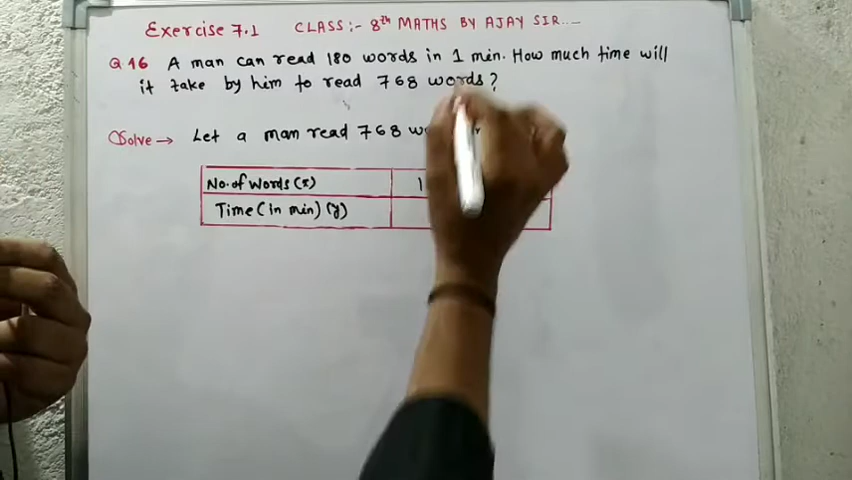 Exercise 7.1 CLASS:- 8th MATHS BY AJAY SIR....
Q.16 A man can read 180 words in 1 min. How much time will
it take by him to read 768 words?
Solve → Let a man read 768
No. of words (x) 1
Time (in min) (y)